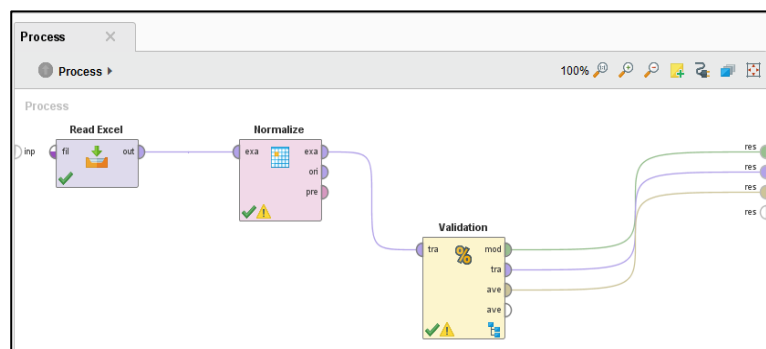 Process
Process
100%
Process
Read Excel
inp
fil
out
Normalize
exa
exa
ori
pre
Validation
tra
mod
tra
ave
ave
res
res
res
res